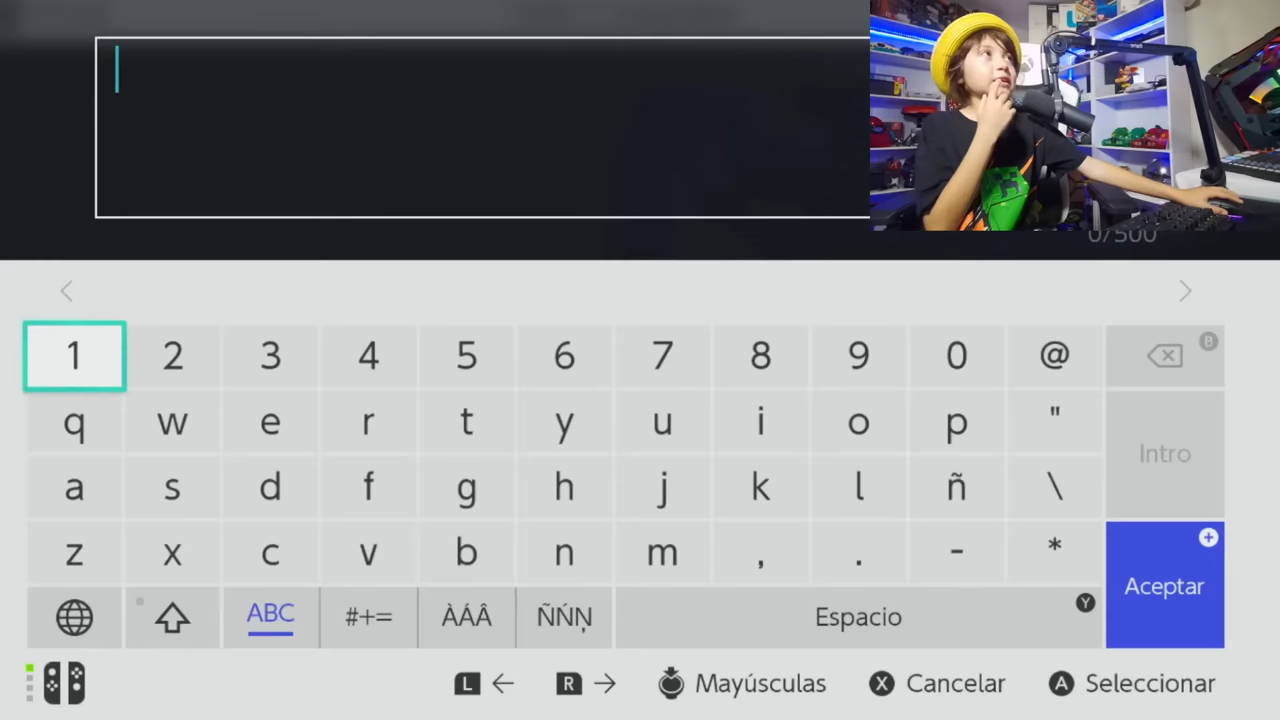 0/500
1 2 3 4 5 6 7 8 9 0 @ B
q w e r t y u i o p "
Intro
a s d f g h j k l ñ \
z x c v b n m , . - *
Aceptar
ABC #+= ÀÁÂ ÑŃŅ Espacio Y
L ← R → Mayúsculas X Cancelar A Seleccionar